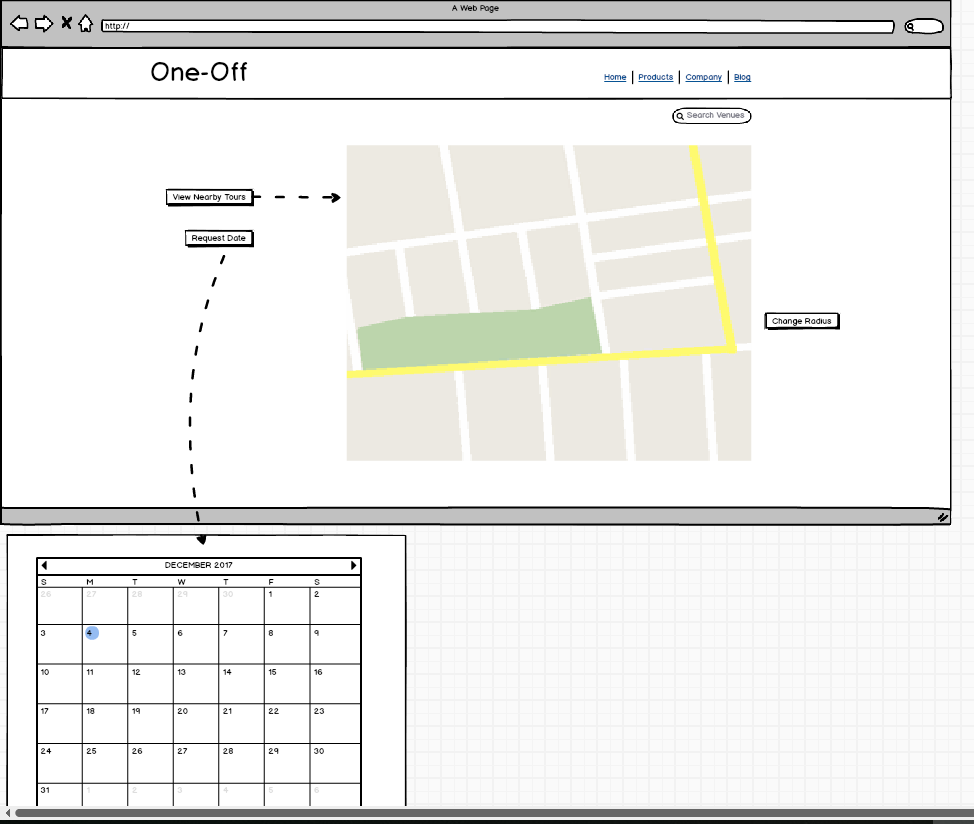 A Web Page
http://
One-Off
Home Products Company Blog
Search Venues
View Nearby Tours
Request Date
Change Radius
DECEMBER 2017
S M T W T F S
26 27 28 29 30 1 2
3 4 5 6 7 8 9
10 11 12 13 14 15 16
17 18 19 20 21 22 23
24 25 26 27 28 29 30
31 1 2 3 4 5 6